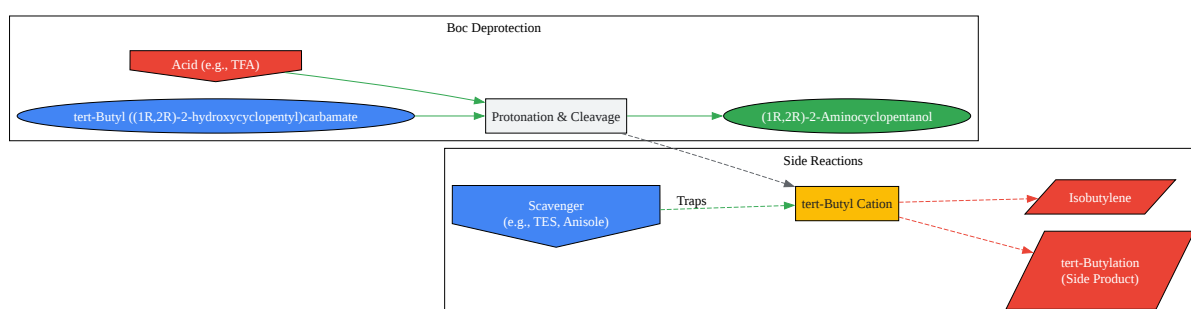 Boc Deprotection
Acid (e.g., TFA)
tert-Butyl ((1R,2R)-2-hydroxycyclopentyl)carbamate
Protonation & Cleavage
(1R,2R)-2-Aminocyclopentanol
Side Reactions
Scavenger
(e.g., TES, Anisole)
Traps
tert-Butyl Cation
Isobutylene
tert-Butylation
(Side Product)